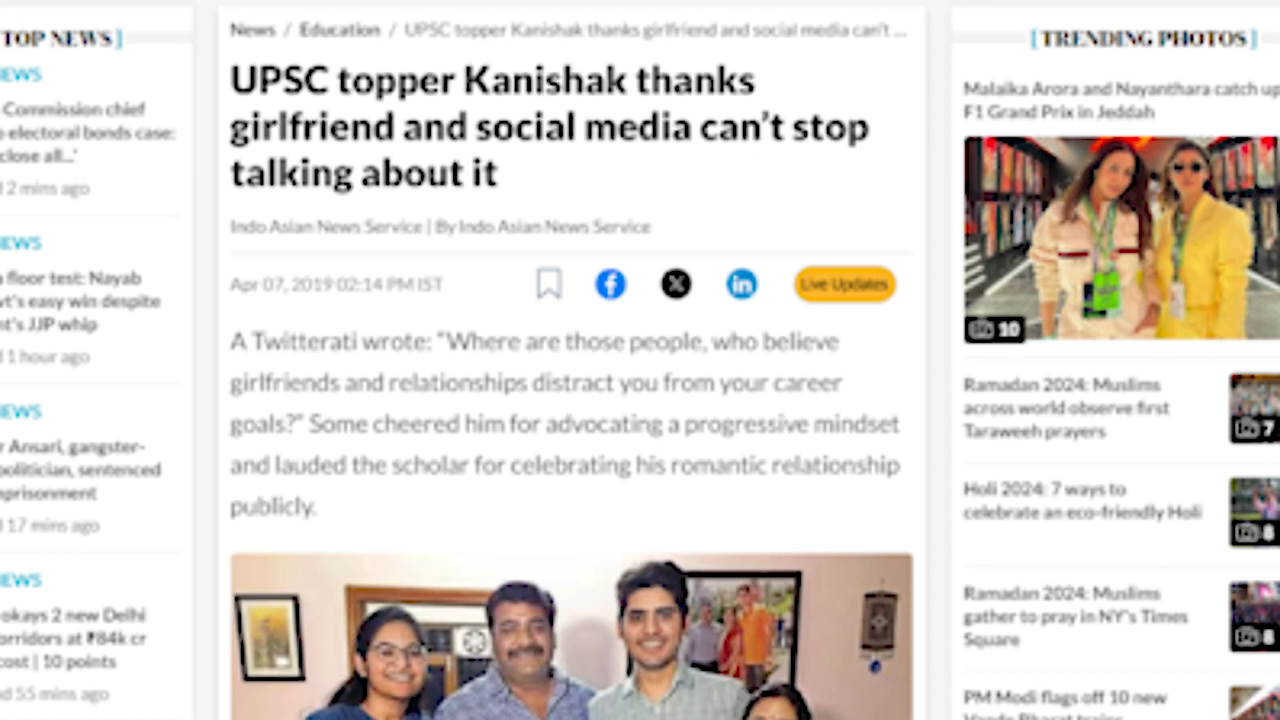 TOP NEWS]
EWS
Commission chief
electoral bonds case:
close all...'
2 mins ago
EWS
floor test: Nayab
vt's easy win despite
nt's JJP whip
1 hour ago
EWS
r Ansari, gangster-
politician, sentenced
nprisonment
17 mins ago
EWS
okays 2 new Delhi
orridors at ₹84k cr
cost | 10 points
d 55 mins ago
News / Education / UPSC topper Kanishak thanks girlfriend and social media can't ...
UPSC topper Kanishak thanks
girlfriend and social media can't stop
talking about it
Indo Asian News Service | By Indo Asian News Service
Apr 07, 2019 02:14 PM IST
Live Updates
A Twitterati wrote: "Where are those people, who believe
girlfriends and relationships distract you from your career
goals?" Some cheered him for advocating a progressive mindset
and lauded the scholar for celebrating his romantic relationship
publicly.
[TRENDING PHOTOS]
Malaika Arora and Nayanthara catch up
F1 Grand Prix in Jeddah
10
Ramadan 2024: Muslims
across world observe first
Taraweeh prayers
7
Holi 2024: 7 ways to
celebrate an eco-friendly Holi
8
Ramadan 2024: Muslims
gather to pray in NY's Times
Square
8
PM Modi flags off 10 new
Vande Bharat trains